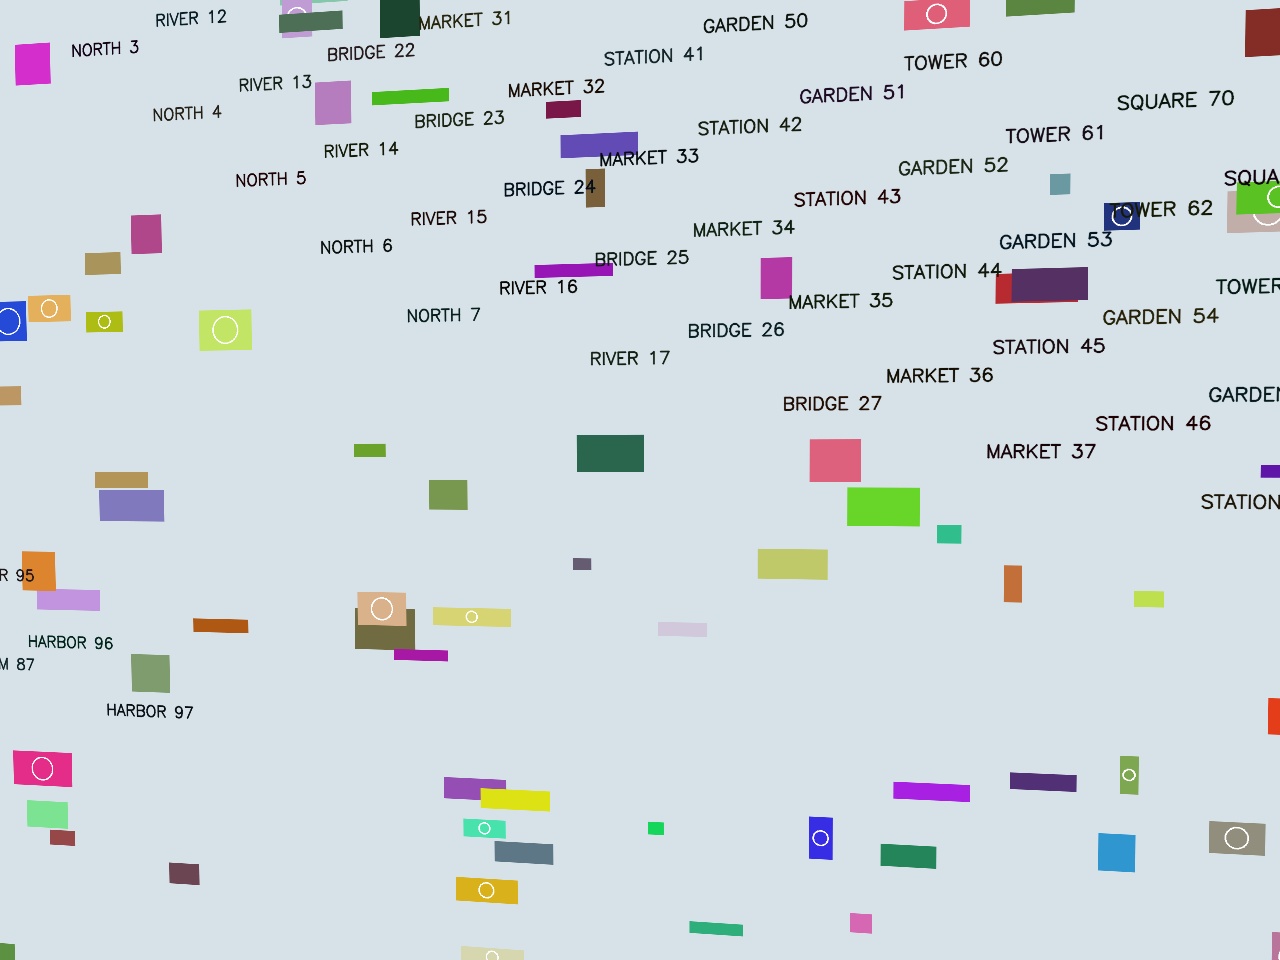 RIVER 12
MARKET 31
GARDEN 50
NORTH 3
BRIDGE 22
STATION 41
TOWER 60
RIVER 13
MARKET 32
GARDEN 51
SQUARE 70
NORTH 4
BRIDGE 23
STATION 42
TOWER 61
RIVER 14
MARKET 33
GARDEN 52
NORTH 5
BRIDGE 24
STATION 43
TOWER 62
RIVER 15
MARKET 34
GARDEN 53
NORTH 6
BRIDGE 25
STATION 44
TOWER
RIVER 16
MARKET 35
GARDEN 54
NORTH 7
BRIDGE 26
STATION 45
RIVER 17
MARKET 36
GARDEN
BRIDGE 27
STATION 46
MARKET 37
STATION
95
HARBOR 96
87
HARBOR 97